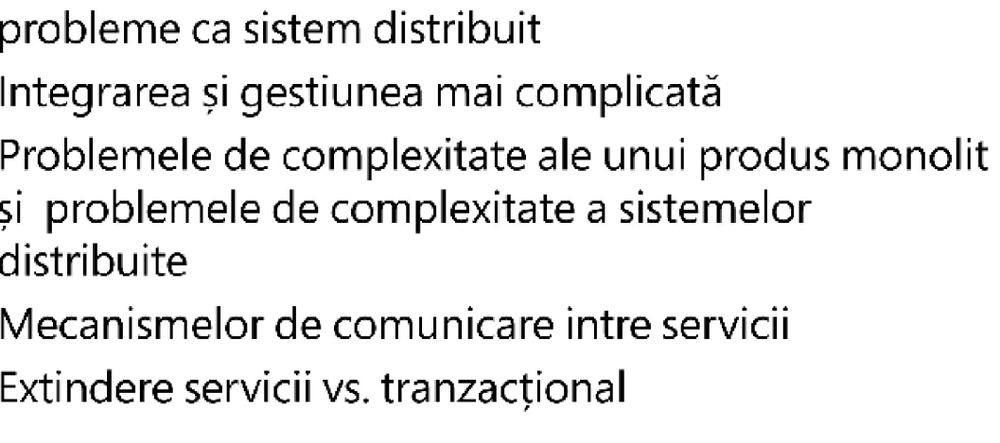 probleme ca sistem distribuit
Integrarea și gestiunea mai complicată
Problemele de complexitate ale unui produs monolit
și  problemele de complexitate a sistemelor
distribuite
Mecanismelor de comunicare intre servicii
Extindere servicii vs. tranzacțional